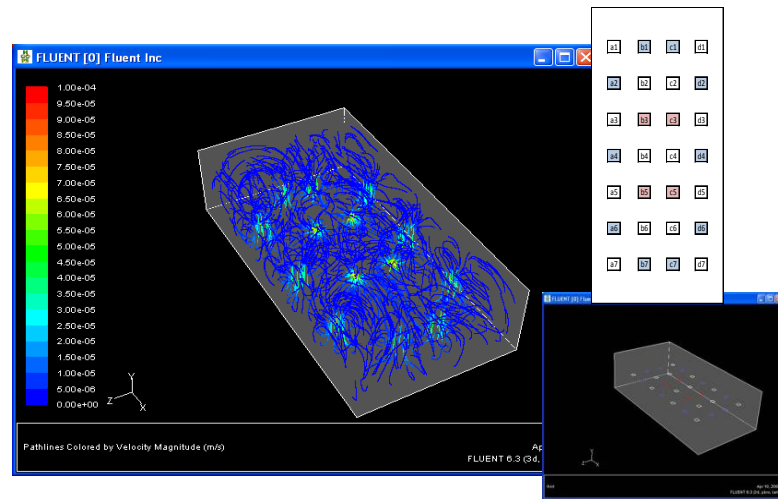 FLUENT [0] Fluent Inc
1.00e-04
9.50e-05
9.00e-05
8.50e-05
8.00e-05
7.50e-05
7.00e-05
6.50e-05
6.00e-05
5.50e-05
5.00e-05
4.50e-05
4.00e-05
3.50e-05
3.00e-05
2.50e-05
2.00e-05
1.50e-05
1.00e-05
5.00e-06
0.00e+00
Y
Z
X
Pathlines Colored by Velocity Magnitude (m/s)
FLUENT 6.3 (3d,
a1 b1 c1 d1
a2 b2 c2 d2
a3 b3 c3 d3
a4 b4 c4 d4
a5 b5 c5 d5
a6 b6 c6 d6
a7 b7 c7 d7
FLUENT [0] Flue
Grid